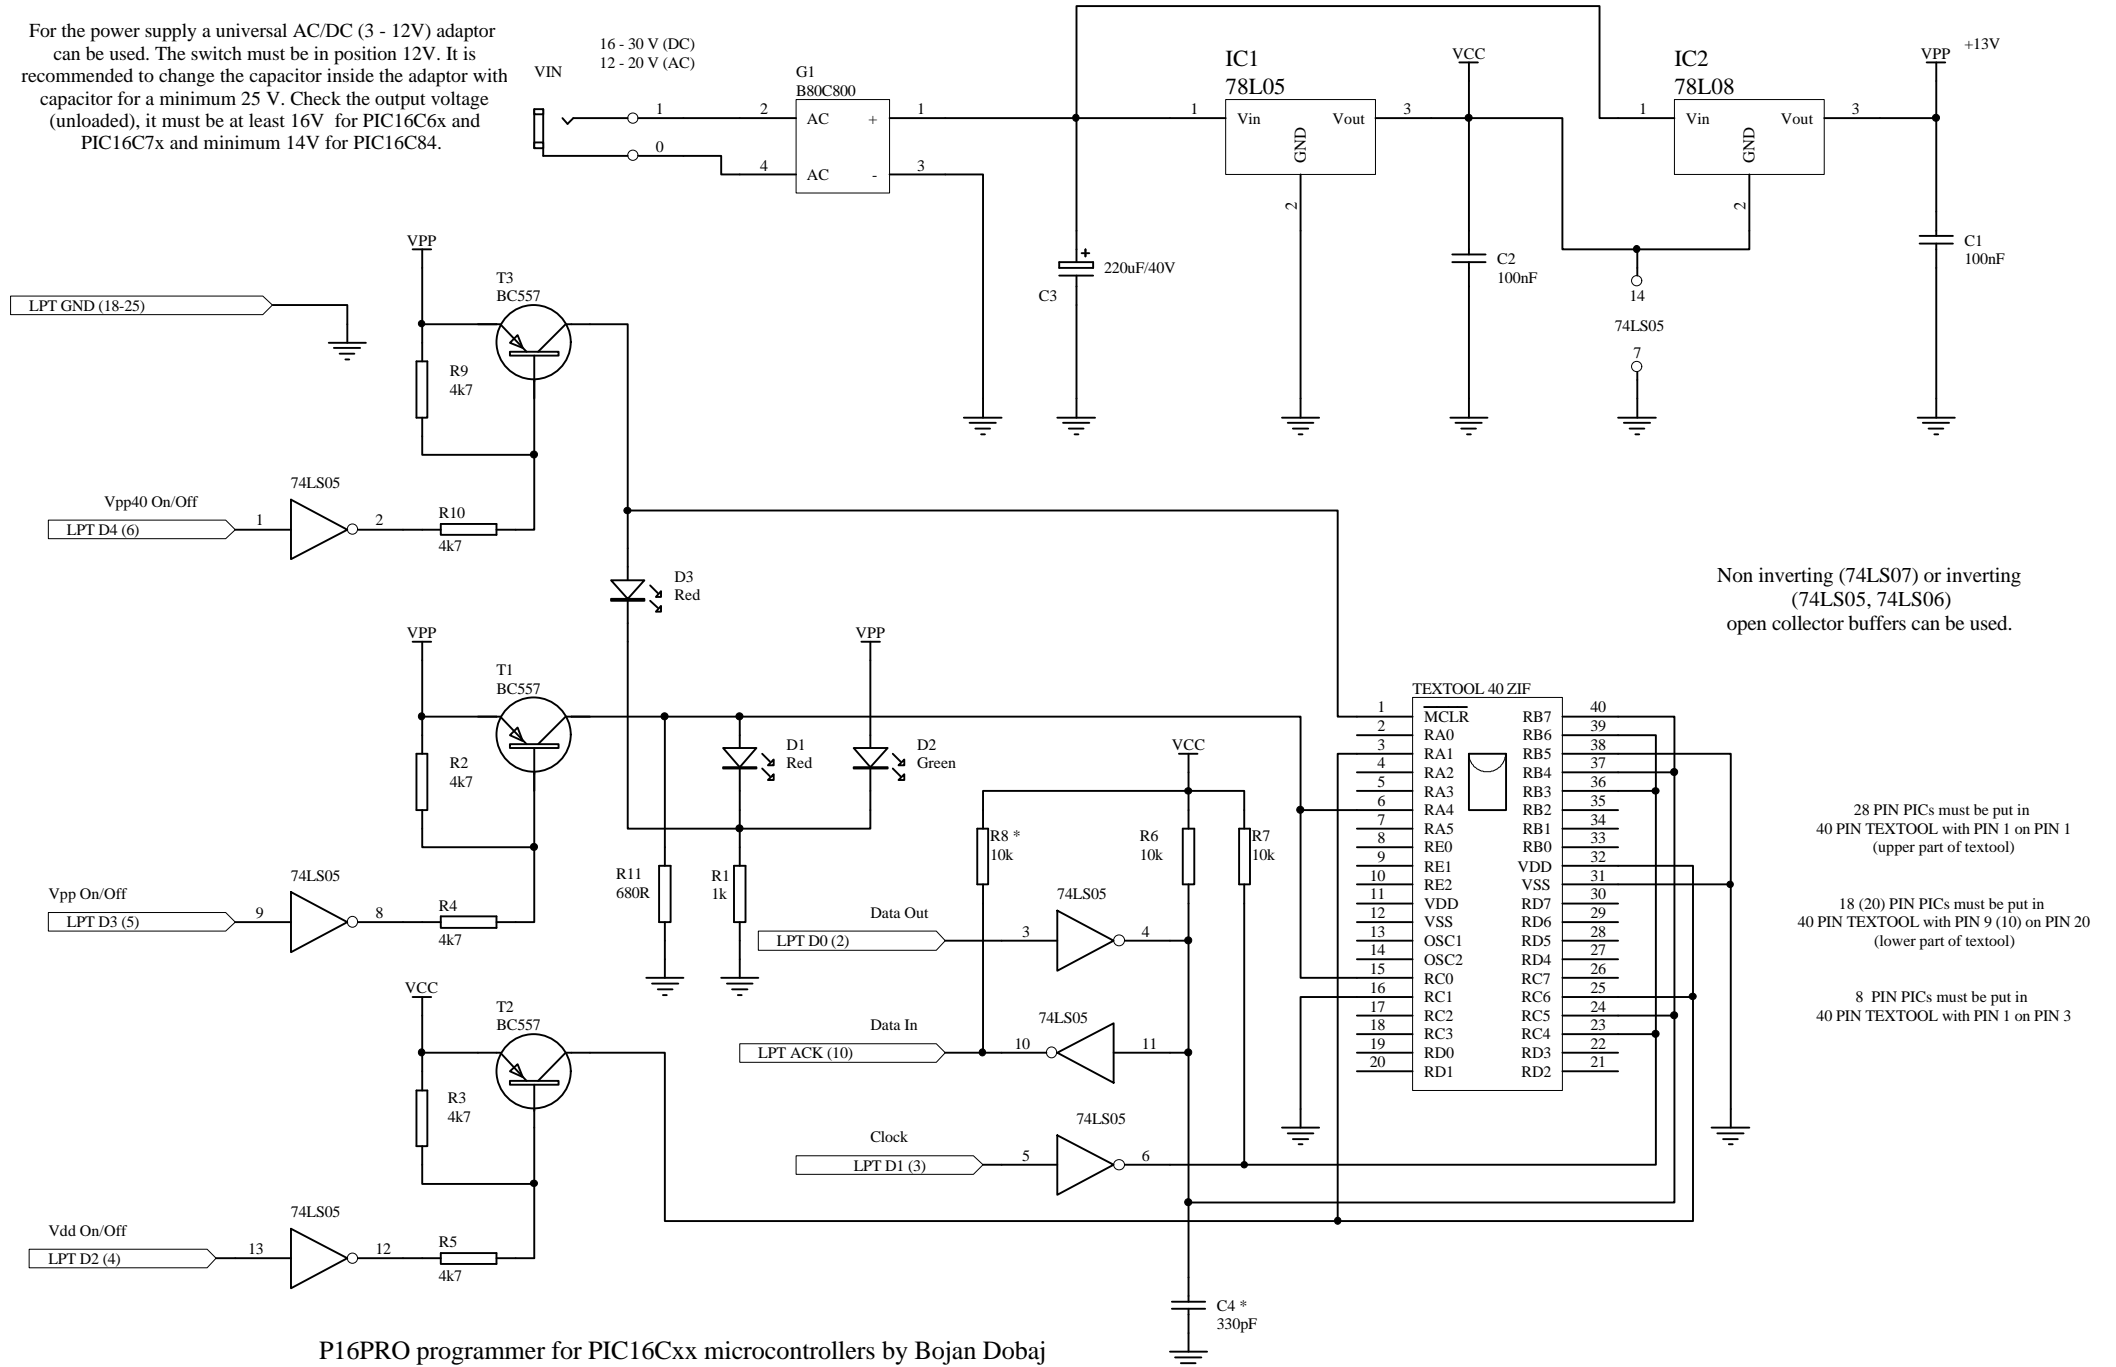 For the power supply a universal AC/DC (3 - 12V) adaptor
can be used. The switch must be in position 12V. It is
recommended to change the capacitor inside the adaptor with
capacitor for a minimum 25 V. Check the output voltage
(unloaded), it must be at least 16V for PIC16C6x and
PIC16C7x and minimum 14V for PIC16C84.
VIN
16 - 30 V (DC)
12 - 20 V (AC)
1
0
G1
B80C800
2
4
AC +
AC -
1
3
IC1
78L05
1
Vin
Vout
GND
3
2
VCC
IC2
78L08
1
Vin
Vout
GND
3
2
VPP
+13V
+
220uF/40V
C3
C2
100nF
14
74LS05
7
C1
100nF
LPT GND (18-25)
VPP
T3
BC557
R9
4k7
74LS05
Vpp40 On/Off
LPT D4 (6)
1
2
R10
4k7
D3
Red
Non inverting (74LS07) or inverting
(74LS05, 74LS06)
open collector buffers can be used.
VPP
T1
BC557
R2
4k7
74LS05
Vpp On/Off
LPT D3 (5)
9
8
R4
4k7
VPP
D1
Red
D2
Green
R11
680R
R1
1k
VCC
R8 *
10k
R6
10k
R7
10k
74LS05
Data Out
LPT D0 (2)
3
4
74LS05
Data In
LPT ACK (10)
10
11
74LS05
Clock
LPT D1 (3)
5
6
VCC
T2
BC557
R3
4k7
74LS05
Vdd On/Off
LPT D2 (4)
13
12
R5
4k7
C4 *
330pF
TEXTOOL 40 ZIF
1 MCLR RB7 40
2 RA0 RB6 39
3 RA1 RB5 38
4 RA2 RB4 37
5 RA3 RB3 36
6 RA4 RB2 35
7 RA5 RB1 34
8 RE0 RB0 33
9 RE1 VDD 32
10 RE2 VSS 31
11 VDD RD7 30
12 VSS RD6 29
13 OSC1 RD5 28
14 OSC2 RD4 27
15 RC0 RC7 26
16 RC1 RC6 25
17 RC2 RC5 24
18 RC3 RC4 23
19 RD0 RD3 22
20 RD1 RD2 21
28 PIN PICs must be put in
40 PIN TEXTOOL with PIN 1 on PIN 1
(upper part of textool)
18 (20) PIN PICs must be put in
40 PIN TEXTOOL with PIN 9 (10) on PIN 20
(lower part of textool)
8 PIN PICs must be put in
40 PIN TEXTOOL with PIN 1 on PIN 3
P16PRO programmer for PIC16Cxx microcontrollers by Bojan Dobaj